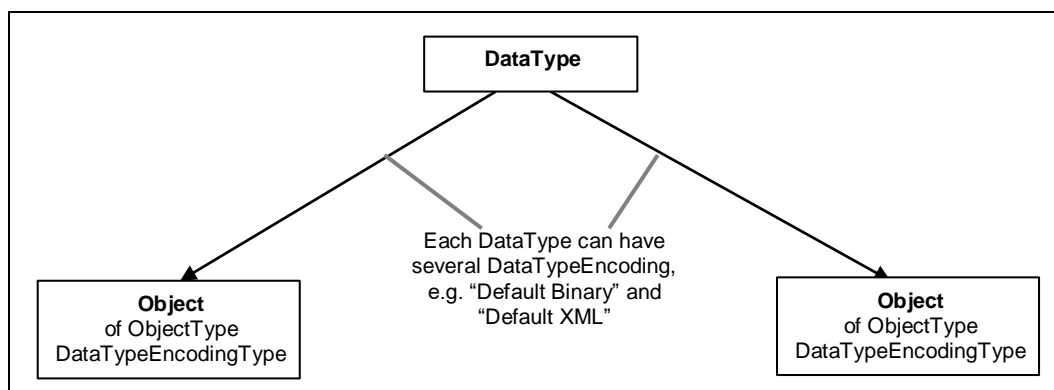 DataType
Each DataType can have
several DataTypeEncoding,
e.g. “Default Binary” and
“Default XML”
Object
of ObjectType
DataTypeEncodingType
Object
of ObjectType
DataTypeEncodingType